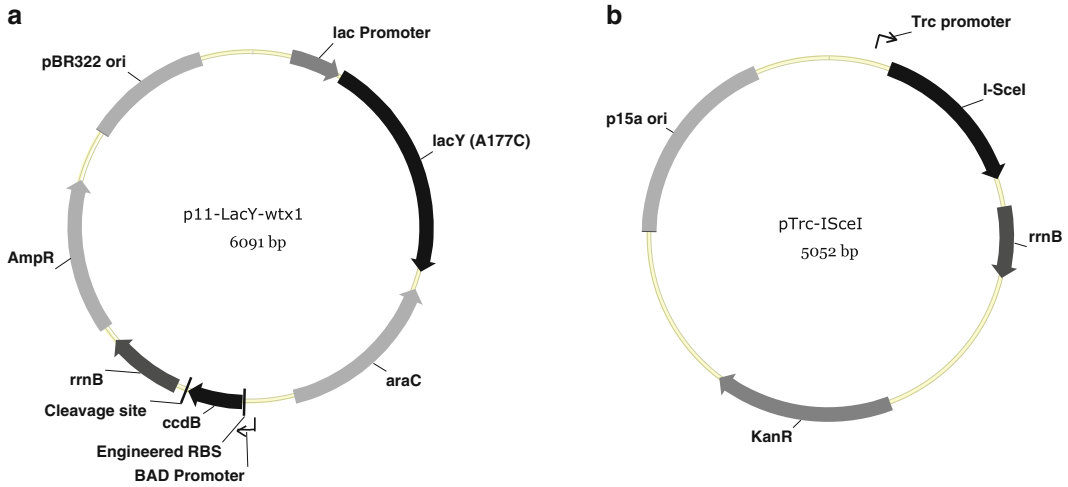 a
lac Promoter
pBR322 ori
lacY (A177C)
p11-LacY-wtx1
6091 bp
AmpR
araC
rrnB
Cleavage site
ccdB
Engineered RBS
BAD Promoter
b
Trc promoter
I-SceI
p15a ori
pTrc-ISceI
5052 bp
rrnB
KanR